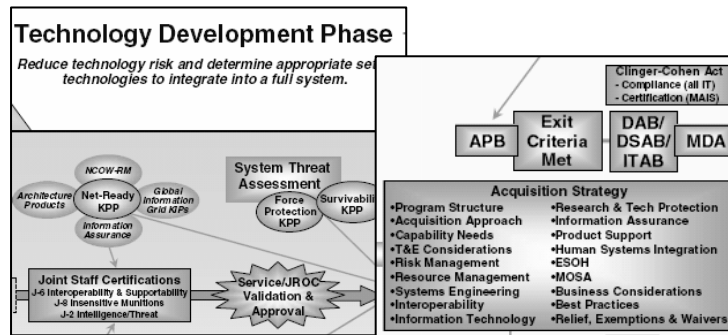 Technology Development Phase
Reduce technology risk and determine appropriate set
technologies to integrate into a full system.
NCOW-RM
Architecture
Products
Net-Ready
KPP
Global
Information
Grid KIPs
Information
Assurance
System Threat
Assessment
Force
Protection
KPP
Survivabili
KPP
Joint Staff Certifications
J-6 Interoperability & Supportability
J-8 Insensitive Munitions
J-2 Intelligence/Threat
Service/JROC
Validation &
Approval
Clinger-Cohen Act
- Compliance (all IT)
- Certification (MAIS)
APB
Exit
Criteria
Met
DAB/
DSAB/
ITAB
MDA
Acquisition Strategy
•Program Structure
•Acquisition Approach
•Capability Needs
•T&E Considerations
•Risk Management
•Resource Management
•Systems Engineering
•Interoperability
•Information Technology
•Research & Tech Protection
•Information Assurance
•Product Support
•Human Systems Integration
•ESOH
•MOSA
•Business Considerations
•Best Practices
•Relief, Exemptions & Waivers